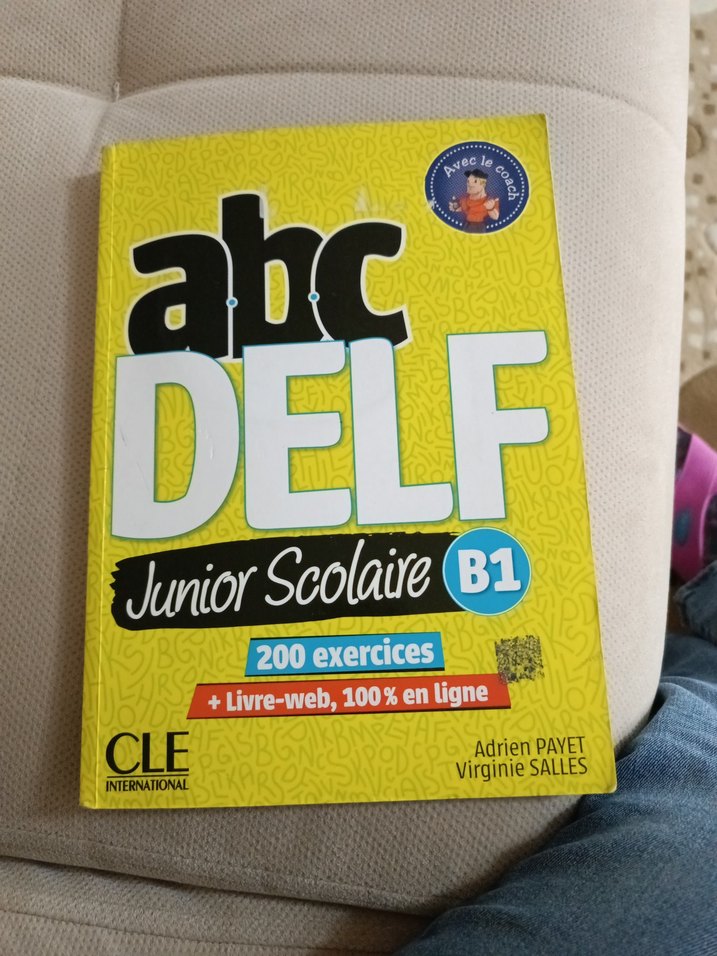 Avec le coach
abc
DELF
Junior Scolaire B1
200 exercices
+ Livre-web, 100 % en ligne
CLE
INTERNATIONAL
Adrien PAYET
Virginie SALLES